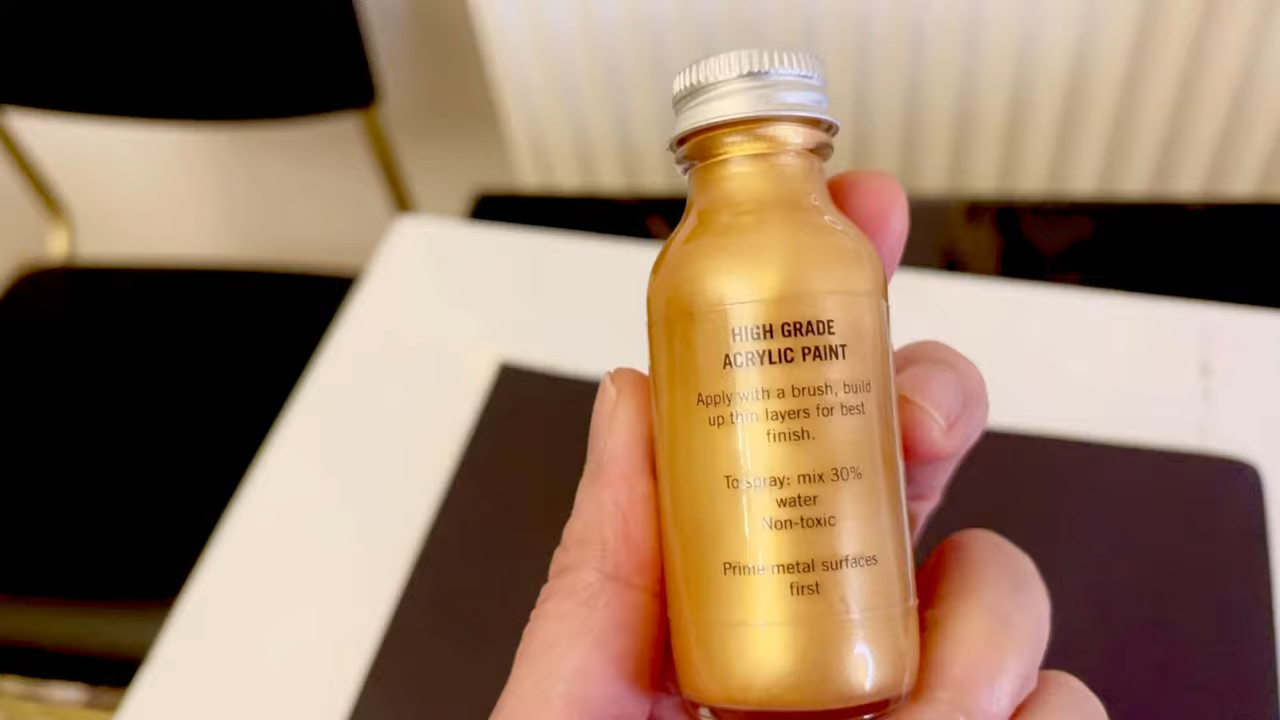 HIGH GRADE
ACRYLIC PAINT
Apply with a brush, build
up thin layers for best
finish.
To spray: mix 30%
water
Non-toxic
Prime metal surfaces
first